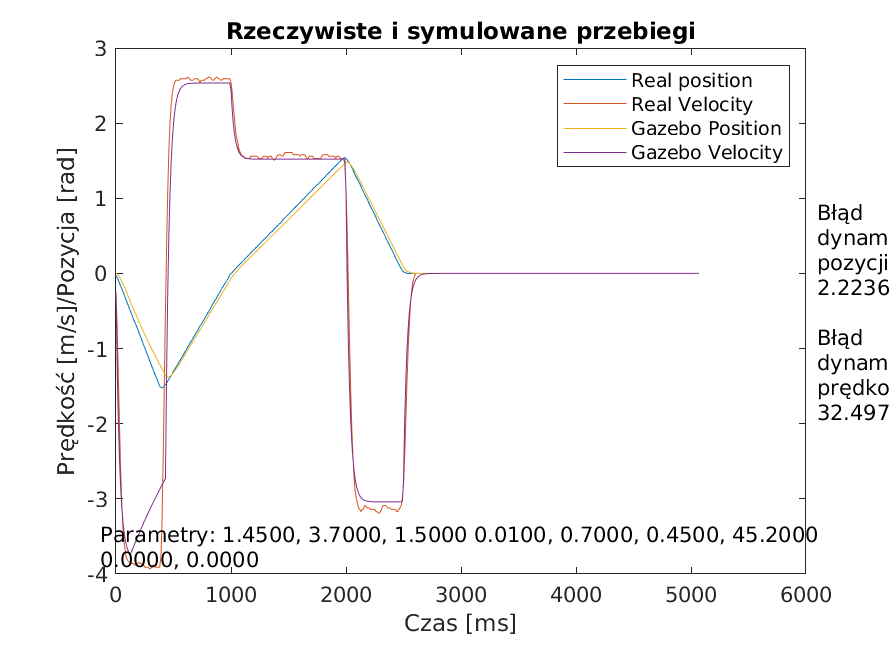 Rzeczywiste i symulowane przebiegi
3
2
1
0
-1
-2
-3
-4
Prędkość [m/s]/Pozycja [rad]
Real position
Real Velocity
Gazebo Position
Gazebo Velocity
Błąd
dynam
pozycji
2.2236
Błąd
dynam
prędko
32.497
Parametry: 1.4500, 3.7000, 1.5000 0.0100, 0.7000, 0.4500, 45.2000
0.0000, 0.0000
0 1000 2000 3000 4000 5000 6000
Czas [ms]